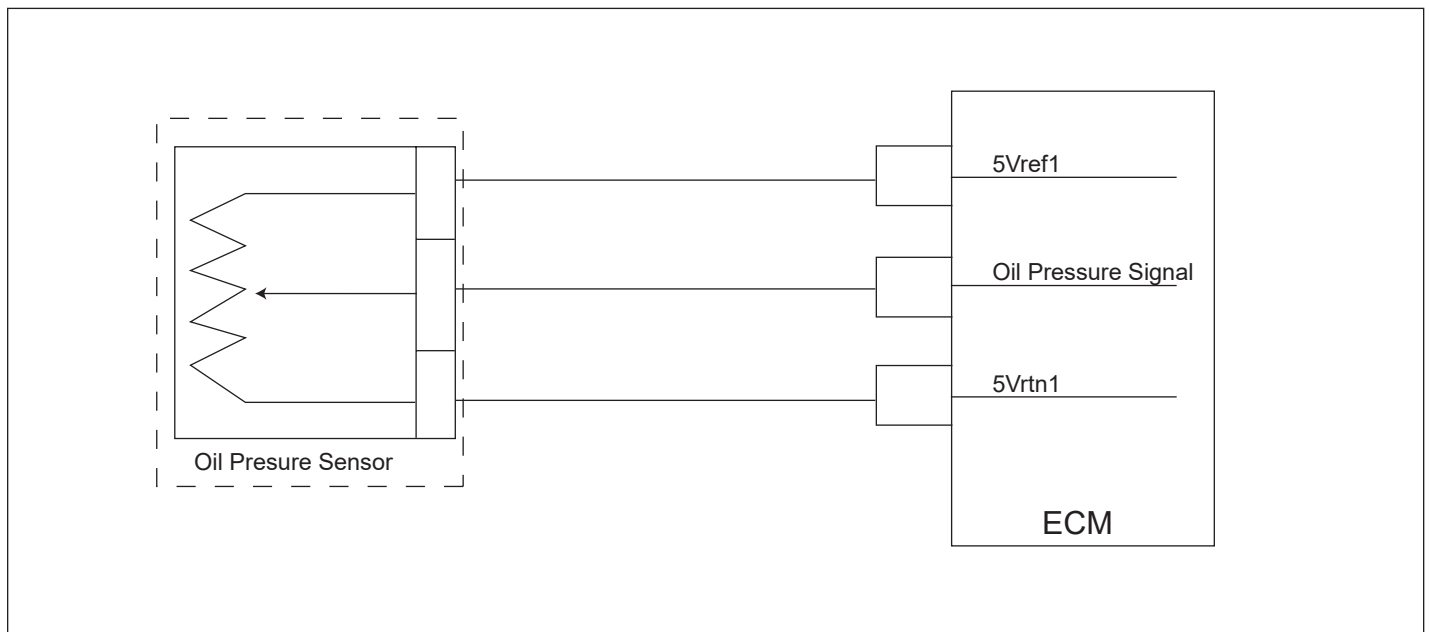 5Vref1
Oil Pressure Signal
5Vrtn1
Oil Presure Sensor
ECM